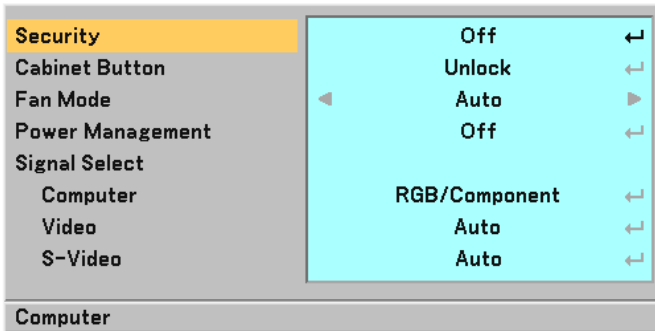 Security Off
Cabinet Button Unlock
Fan Mode Auto
Power Management Off
Signal Select
Computer RGB/Component
Video Auto
S-Video Auto
Computer